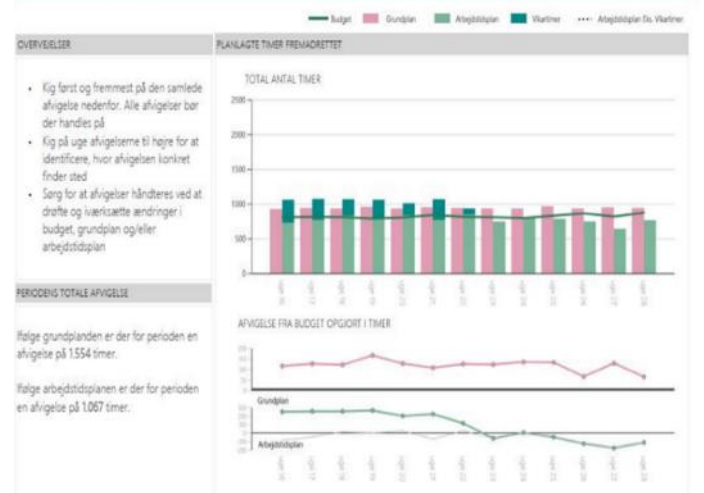 Budget
Grundplan
Arbejdstidsplan
Vikartimer
Arbejdstidsplan Eks. Vikartimer
OVERVEJELSER
• Kig først og fremmest på den samlede
afvigelse nedenfor. Alle afvigelser bør
der handles på
• Kig på uge afvigelserne til højre for at
identificere, hvor afvigelsen konkret
finder sted
• Sørg for at afvigelser håndteres ved at
drøfte og iværksætte ændringer i
budget, grundplan og/eller
arbejdstidsplan
PERIODENS TOTALE AFVIGELSE
Ifølge grundplanden er der for perioden en
afvigelse på 1.554 timer.
Ifølge arbejdstidsplanen er der for perioden
en afvigelse på 1.067 timer.
PLANLAGTE TIMER FREMADRETTET
TOTAL ANTAL TIMER
2500
2000
1500
1000
500
0
AFVIGELSE FRA BUDGET OPGJORT I TIMER
Grundplan
Arbejdstidsplan